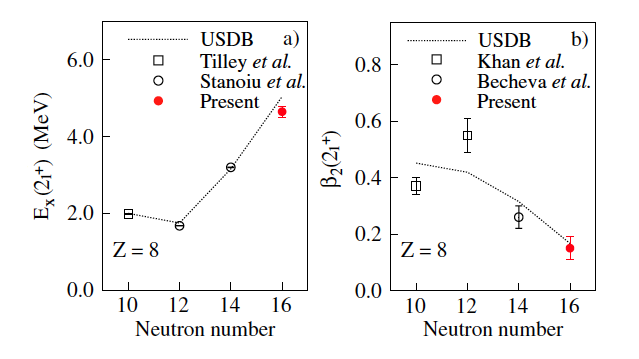 USDB a)
Tilley et al.
Stanoiu et al.
Present
6.0
4.0
2.0
0.0
Eₓ(2₁⁺) (MeV)
Z = 8
10 12 14 16
Neutron number
USDB b)
Khan et al.
Becheva et al.
Present
0.8
0.6
0.4
0.2
0.0
β₂(2₁⁺)
Z = 8
10 12 14 16
Neutron number